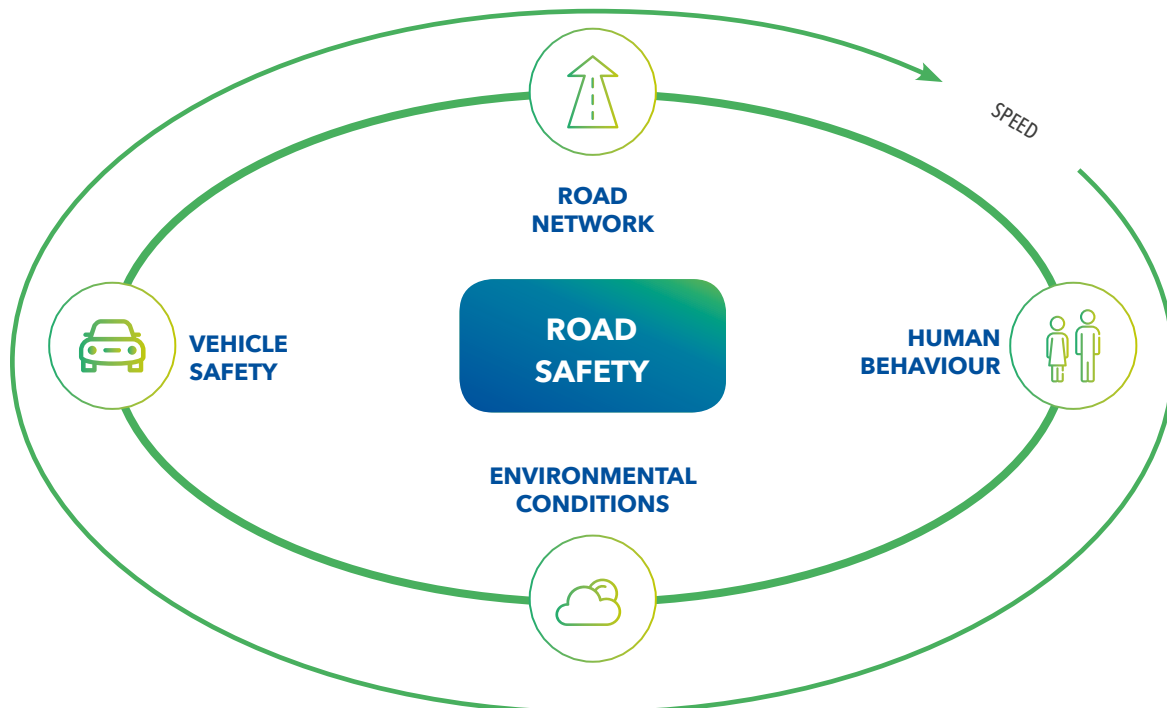 SPEED
ROAD
NETWORK
VEHICLE
SAFETY
ROAD
SAFETY
HUMAN
BEHAVIOUR
ENVIRONMENTAL
CONDITIONS